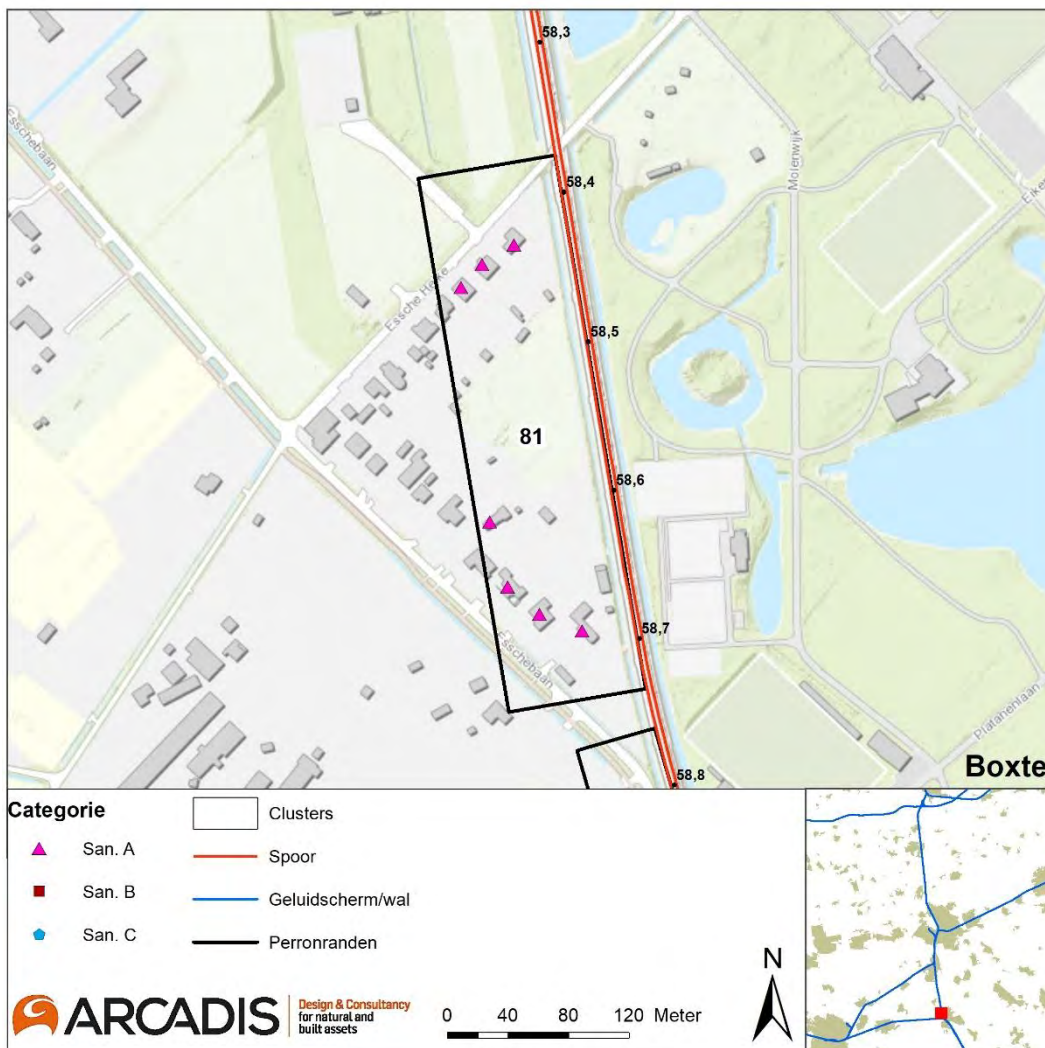 58,3
Esschebaan
Molenwijk
58,4
Essche Heike
58,5
81
58,6
Esschebaan
58,7
Platanenlaan
58,8
Boxte
Categorie
San. A
San. B
San. C
Clusters
Spoor
Geluidscherm/wal
Perronranden
ARCADIS
Design & Consultancy
for natural and
built assets
0 40 80 120 Meter
N